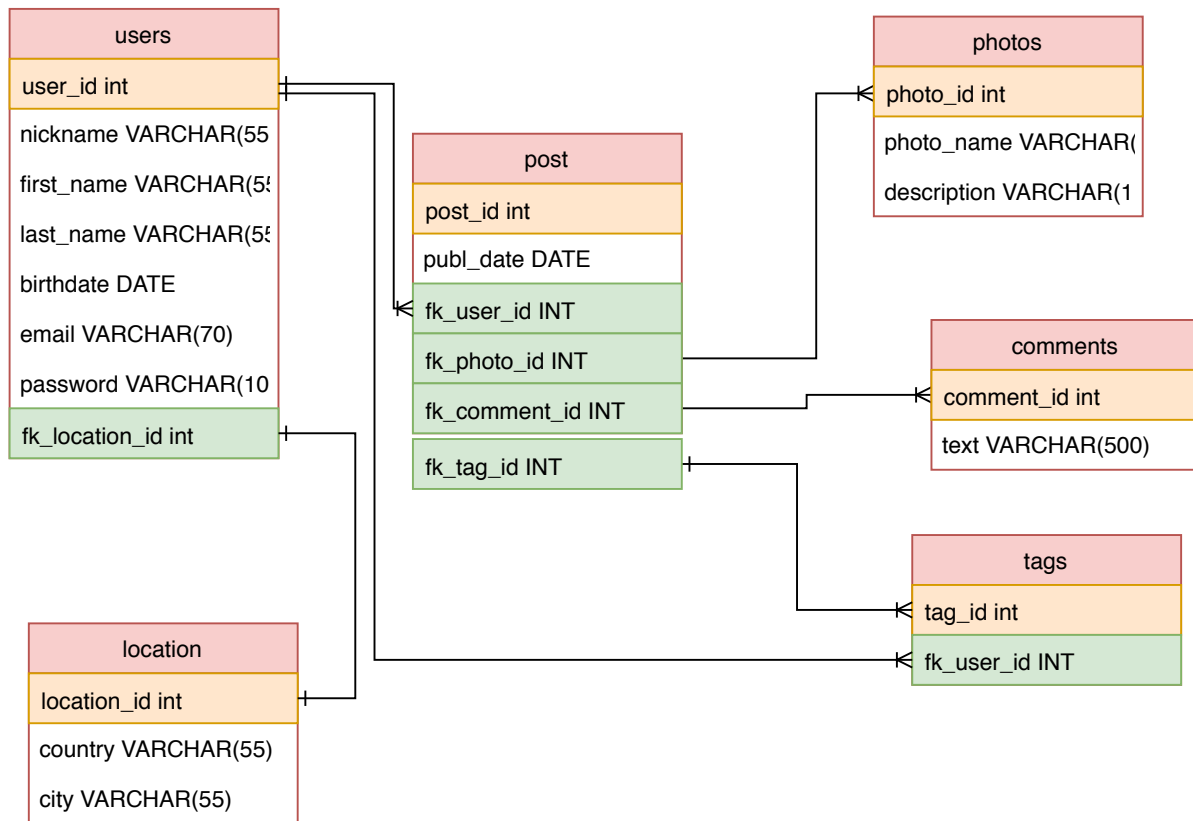 users
user_id int
nickname VARCHAR(55
first_name VARCHAR(55
last_name VARCHAR(55
birthdate DATE
email VARCHAR(70)
password VARCHAR(10
fk_location_id int
post
post_id int
publ_date DATE
fk_user_id INT
fk_photo_id INT
fk_comment_id INT
fk_tag_id INT
photos
photo_id int
photo_name VARCHAR(
description VARCHAR(1
comments
comment_id int
text VARCHAR(500)
tags
tag_id int
fk_user_id INT
location
location_id int
country VARCHAR(55)
city VARCHAR(55)